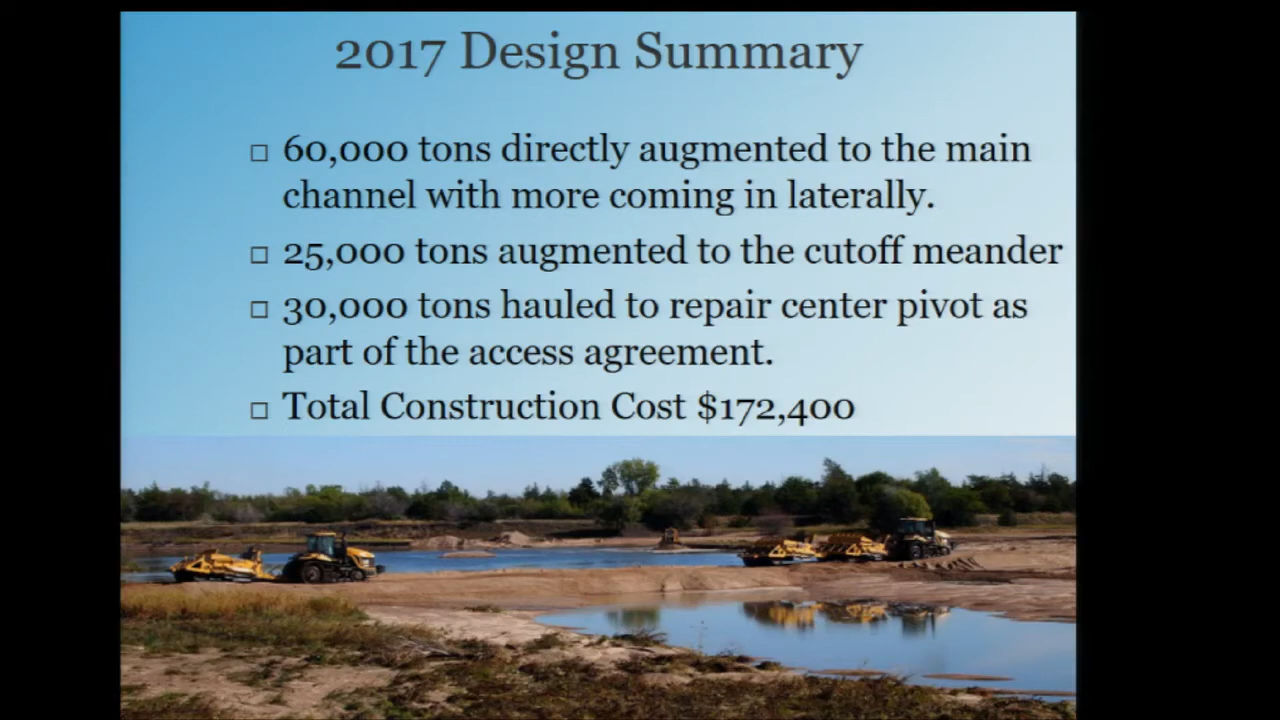 2017 Design Summary
□ 60,000 tons directly augmented to the main
channel with more coming in laterally.
□ 25,000 tons augmented to the cutoff meander
□ 30,000 tons hauled to repair center pivot as
part of the access agreement.
□ Total Construction Cost $172,400